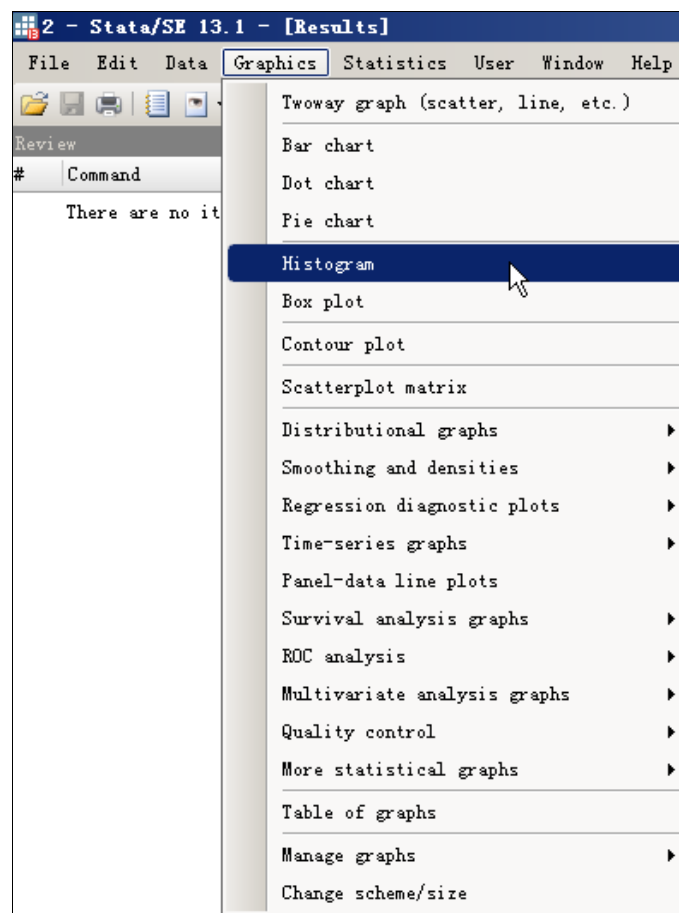 2 - Stata/SE 13.1 - [Results]
File Edit Data Graphics Statistics User Window Help
Twoway graph (scatter, line, etc.)
Review
Bar chart
# Command
Dot chart
There are no it
Pie chart
Histogram
Box plot
Contour plot
Scatterplot matrix
Distributional graphs
Smoothing and densities
Regression diagnostic plots
Time-series graphs
Panel-data line plots
Survival analysis graphs
ROC analysis
Multivariate analysis graphs
Quality control
More statistical graphs
Table of graphs
Manage graphs
Change scheme/size